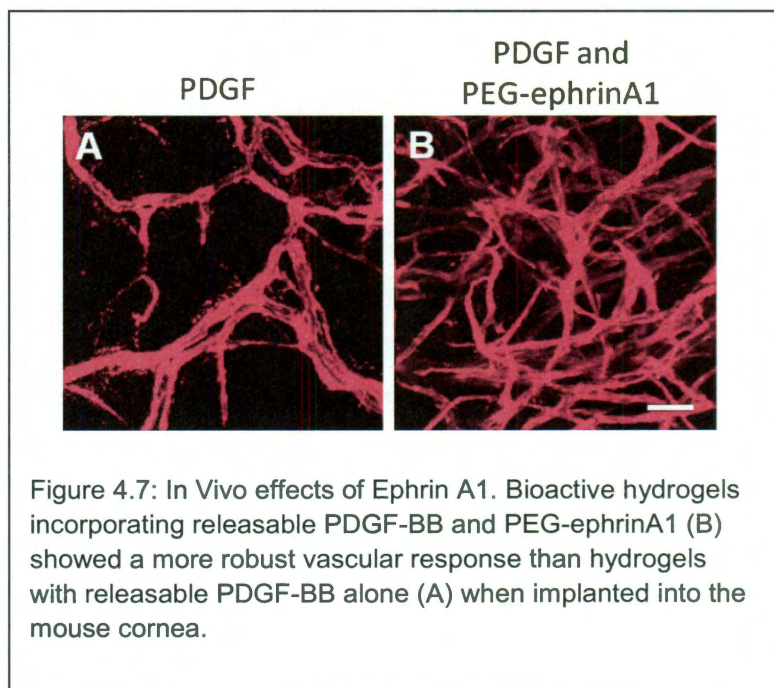 PDGF
PDGF and
PEG-ephrinA1
A
B
Figure 4.7: In Vivo effects of Ephrin A1. Bioactive hydrogels
incorporating releasable PDGF-BB and PEG-ephrinA1 (B)
showed a more robust vascular response than hydrogels
with releasable PDGF-BB alone (A) when implanted into the
mouse cornea.